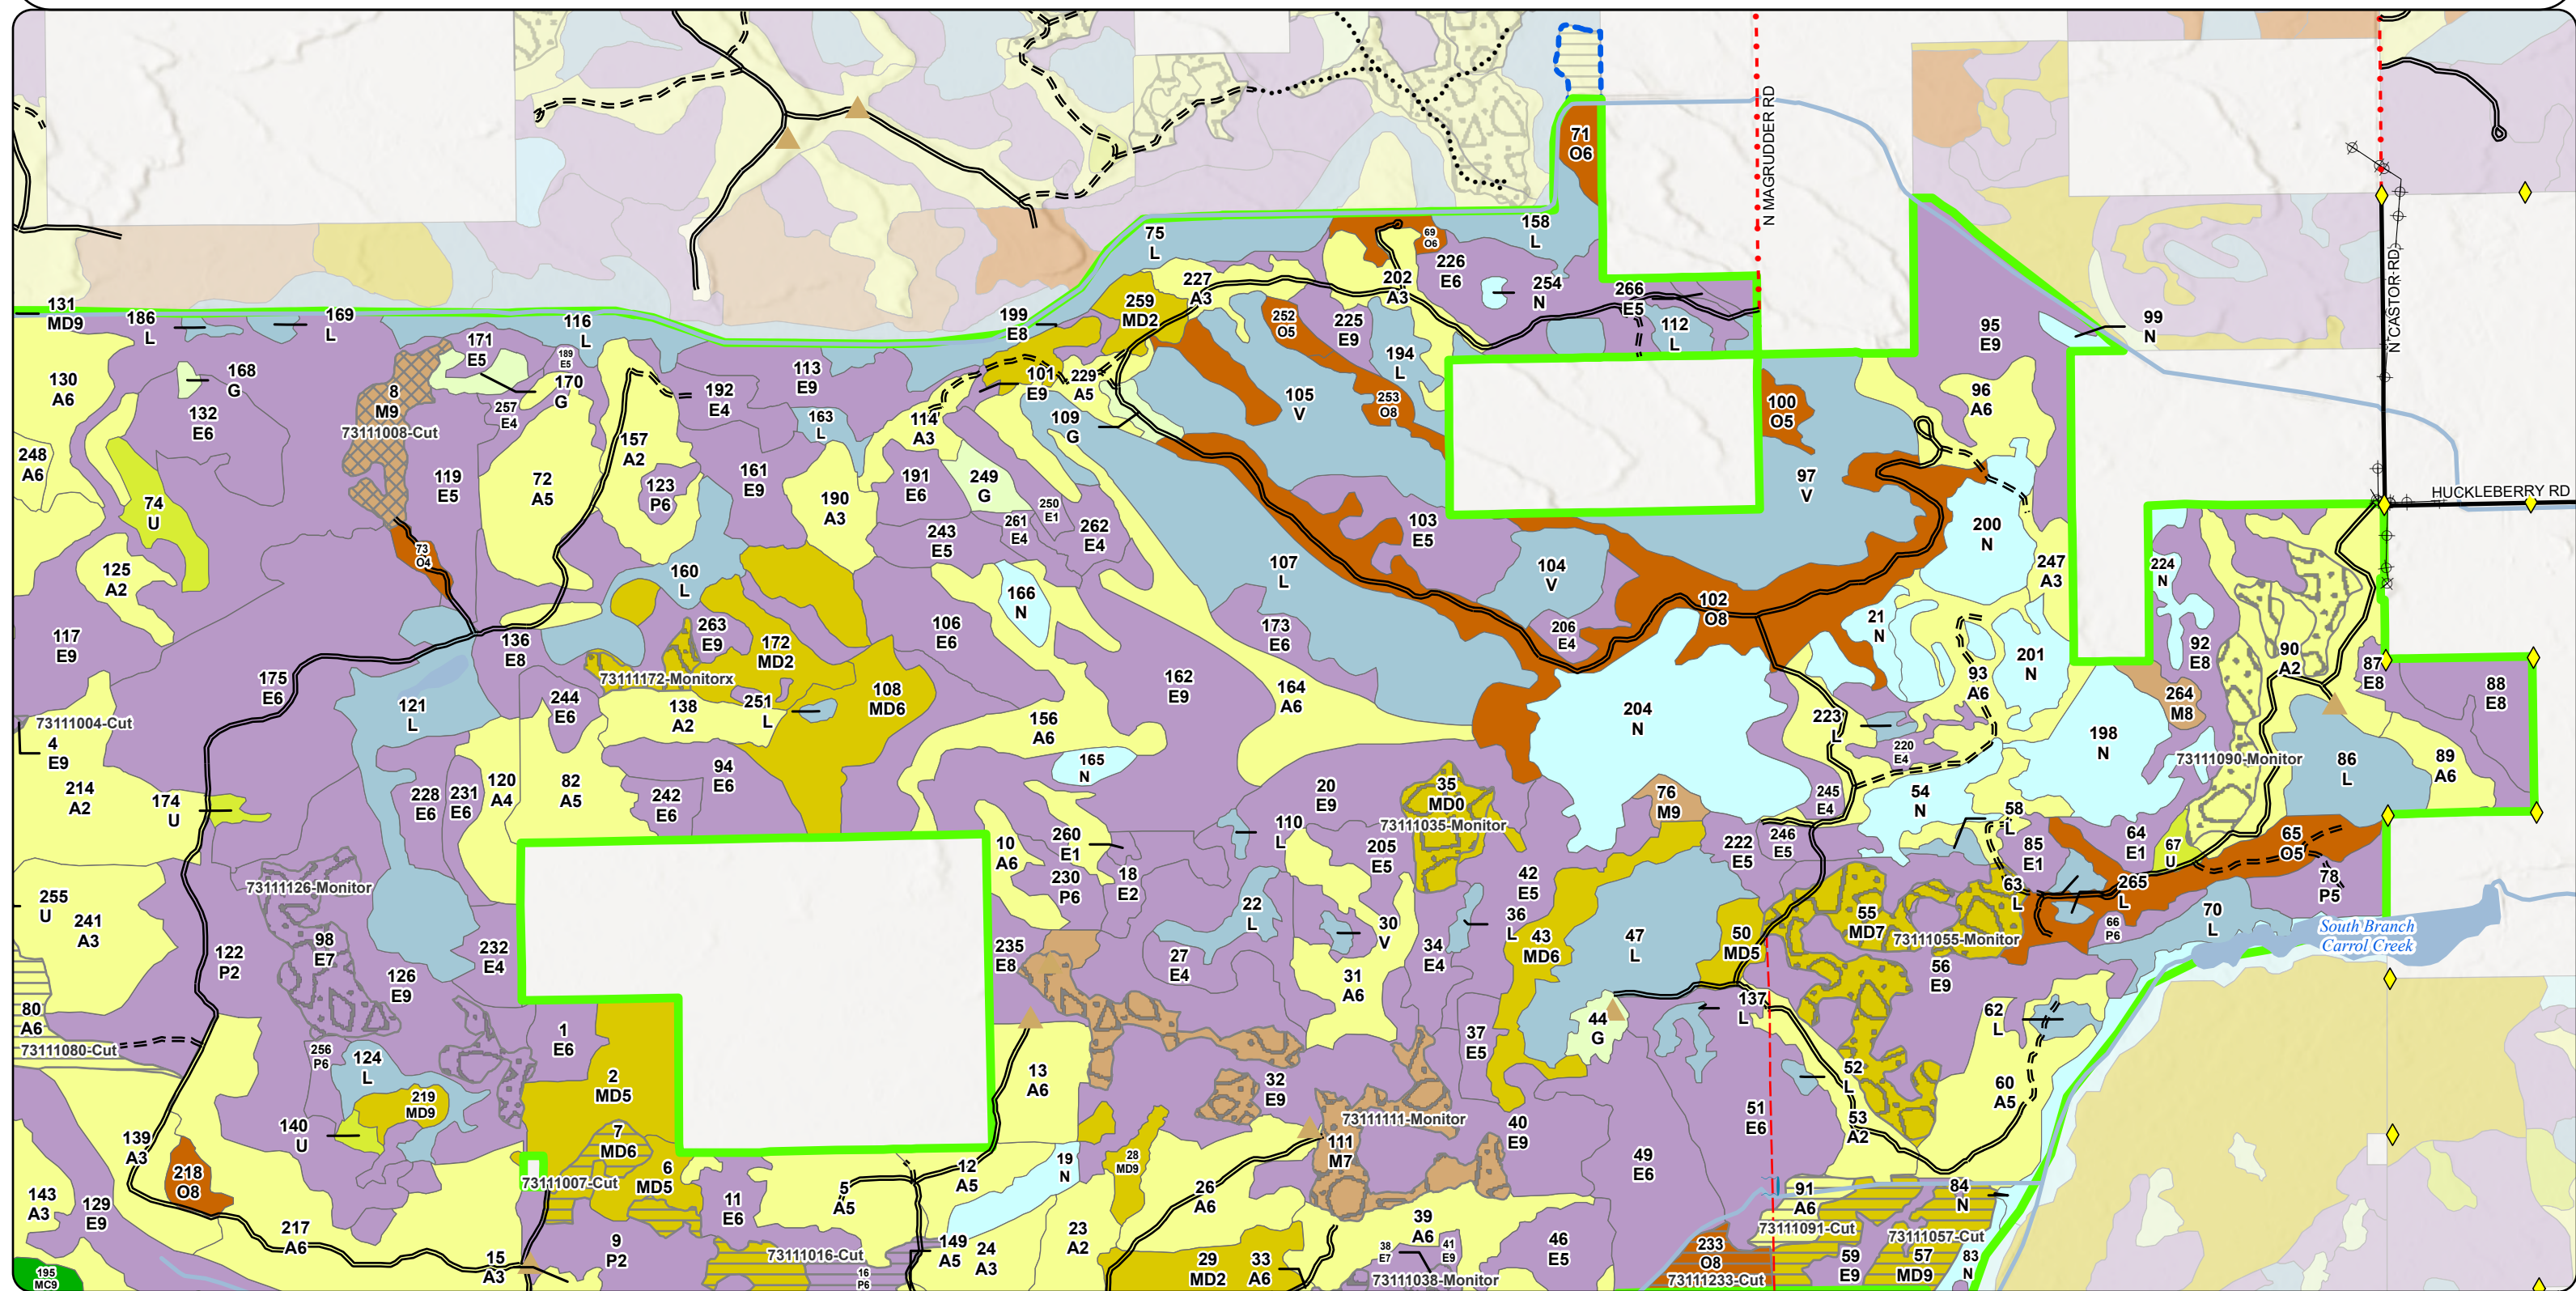 N MAGRUDDER RD
N CASTOR RD
HUCKLEBERRY RD
South Branch
Carrol Creek
71
O6
75
L
158
L
69
O6
226
E6
227
A3
202
A3
254
N
266
E5
259
MD2
131
MD9
186
L
169
L
116
L
199
E8
252
O5
225
E9
112
L
95
E9
99
N
171
E5
189
E5
113
E9
101
E9
229
A5
194
L
168
G
170
G
130
A6
8
M9
192
E4
105
V
253
O8
100
O5
96
A6
132
E6
257
E4
163
L
114
A3
109
G
73111008-Cut
157
A2
248
A6
119
E5
72
A5
123
P6
161
E9
191
E6
249
G
97
V
74
U
190
A3
250
E1
261
E4
262
E4
103
E5
200
N
243
E5
73
O4
125
A2
160
L
107
L
104
V
247
A3
224
N
166
N
102
O8
117
E9
136
E8
263
E9
106
E6
173
E6
206
E4
21
N
92
E8
172
MD2
201
N
90
A2
87
E8
175
E6
73111172-Monitorx
162
E9
164
A6
93
A6
88
E8
244
E6
108
MD6
264
M8
121
L
138
A2
251
L
204
N
73111004-Cut
4
E9
156
A6
223
L
198
N
220
E4
73111090-Monitor
165
N
86
L
89
A6
214
A2
174
U
228
E6
231
E6
120
A4
82
A5
94
E6
242
E6
20
E9
35
MD0
76
M9
245
E4
54
N
58
L
73111035-Monitor
10
A6
260
E1
110
L
205
E5
222
E5
246
E5
85
E1
64
E1
67
U
65
O5
73111126-Monitor
230
P6
18
E2
42
E5
63
L
265
L
78
P5
255
U
241
A3
22
L
30
V
36
L
55
MD7
73111055-Monitor
66
P6
70
L
98
E7
232
E4
235
E8
34
E4
43
MD6
47
L
50
MD5
122
P2
126
E9
27
E4
31
A6
56
E9
80
A6
73111080-Cut
137
L
62
L
44
G
1
E6
256
P6
124
L
37
E5
2
MD5
13
A6
32
E9
52
L
60
A5
219
MD9
73111111-Monitor
140
U
40
E9
51
E6
53
A2
139
A3
7
MD6
111
M7
218
O8
73111007-Cut
6
MD5
12
A5
5
A5
19
N
28
MD9
49
E6
143
A3
129
E9
11
E6
26
A6
91
A6
84
N
217
A6
23
A2
39
A6
73111091-Cut
73111057-Cut
9
P2
73111016-Cut
149
A5
24
A3
38
E7
41
E9
46
E5
233
O8
59
E9
57
MD9
83
N
15
A3
16
P6
29
MD2
33
A6
73111038-Monitor
73111233-Cut
195
MC9